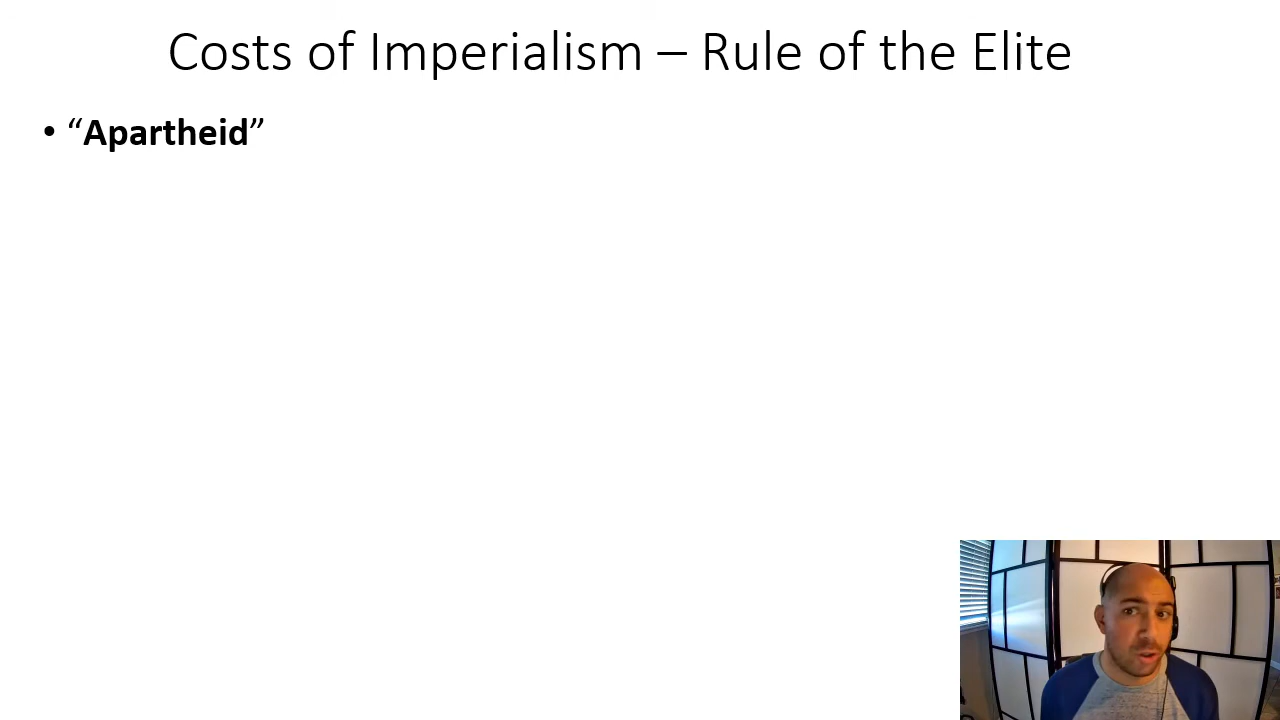 Costs of Imperialism – Rule of the Elite
• “Apartheid”